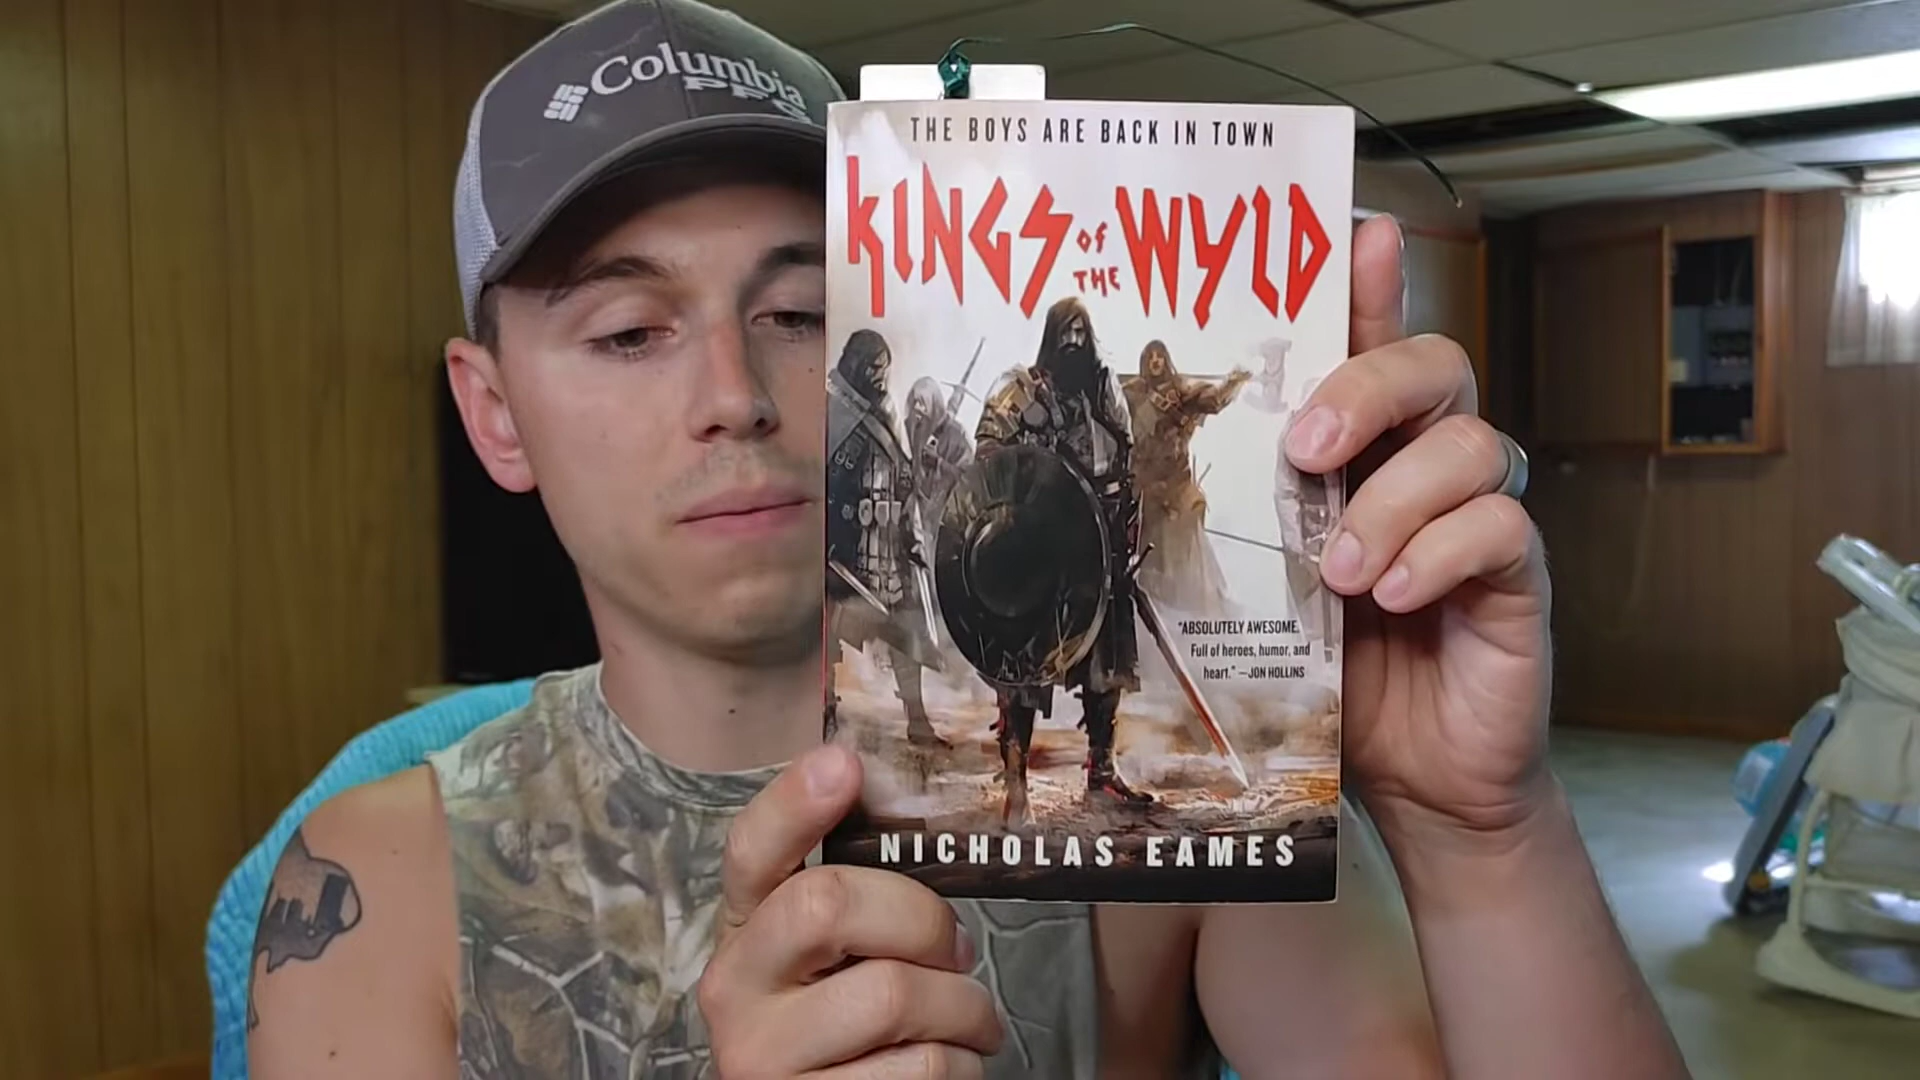 Columbia
PFG
THE BOYS ARE BACK IN TOWN
KINGS OF THE WYLD
"ABSOLUTELY AWESOME.
Full of heroes, humor, and
heart." —JON HOLLINS
NICHOLAS EAMES